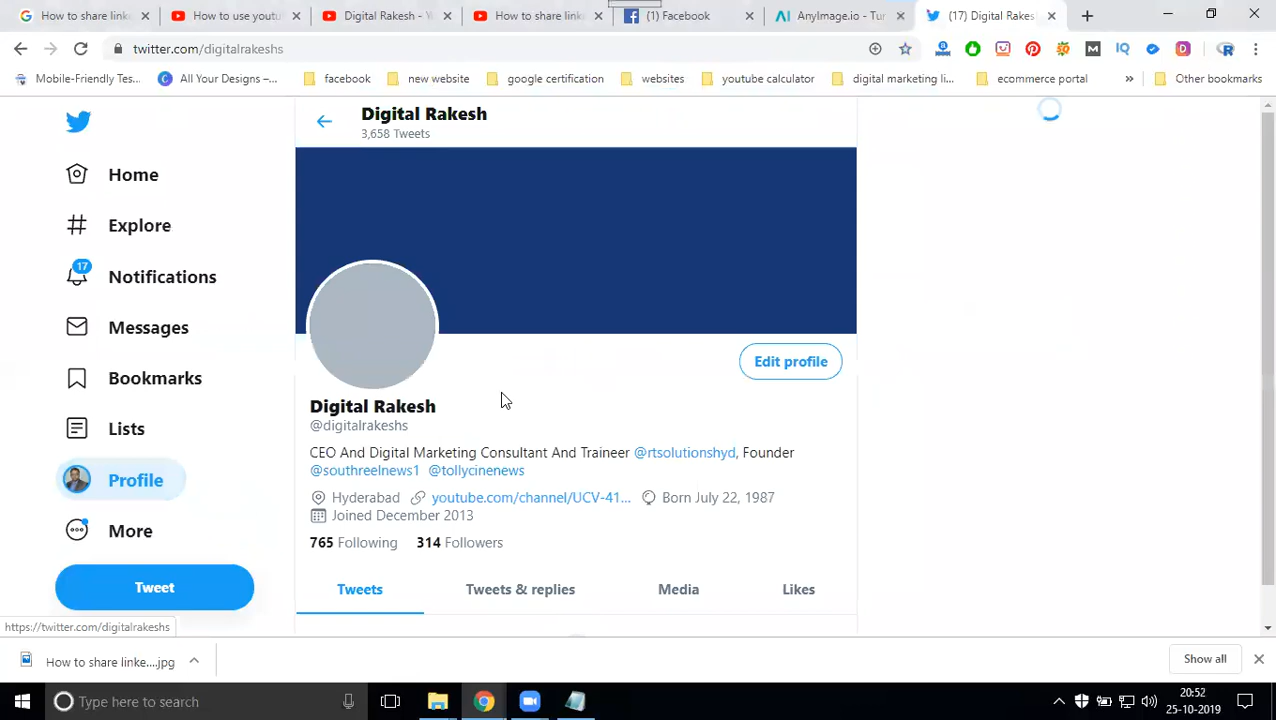 How to share linke
How to use youtu
Digital Rakesh - Yo
How to share linke
(1) Facebook
AnyImage.io - Tur
(17) Digital Rakes
twitter.com/digitalrakeshs
Mobile-Friendly Tes...
All Your Designs –...
facebook
new website
google certification
websites
youtube calculator
digital marketing li...
ecommerce portal
»
Other bookmarks
Digital Rakesh
3,658 Tweets
Home
Explore
17
Notifications
Messages
Bookmarks
Lists
Profile
More
Tweet
Edit profile
Digital Rakesh
@digitalrakeshs
CEO And Digital Marketing Consultant And Traineer @rtsolutionshyd, Founder
@southreelnews1 @tollycinenews
Hyderabad youtube.com/channel/UCV-41... Born July 22, 1987
Joined December 2013
765 Following 314 Followers
Tweets Tweets & replies Media Likes
https://twitter.com/digitalrakeshs
How to share linke....jpg
Show all
Type here to search
20:52
25-10-2019